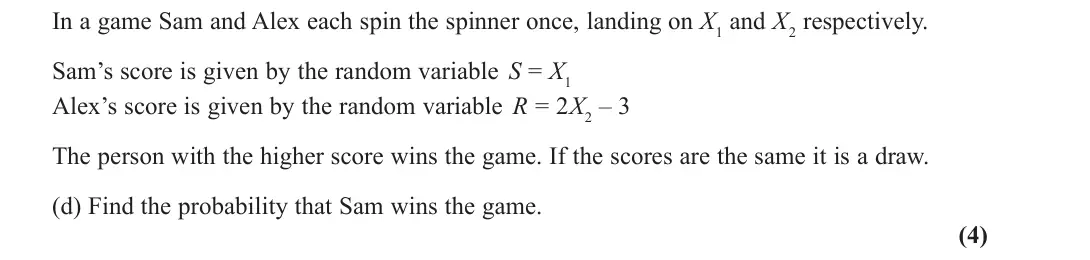 In a game Sam and Alex each spin the spinner once, landing on X₁ and X₂ respectively.
Sam’s score is given by the random variable S = X₁
Alex’s score is given by the random variable R = 2X₂ – 3
The person with the higher score wins the game. If the scores are the same it is a draw.
(d) Find the probability that Sam wins the game.
(4)